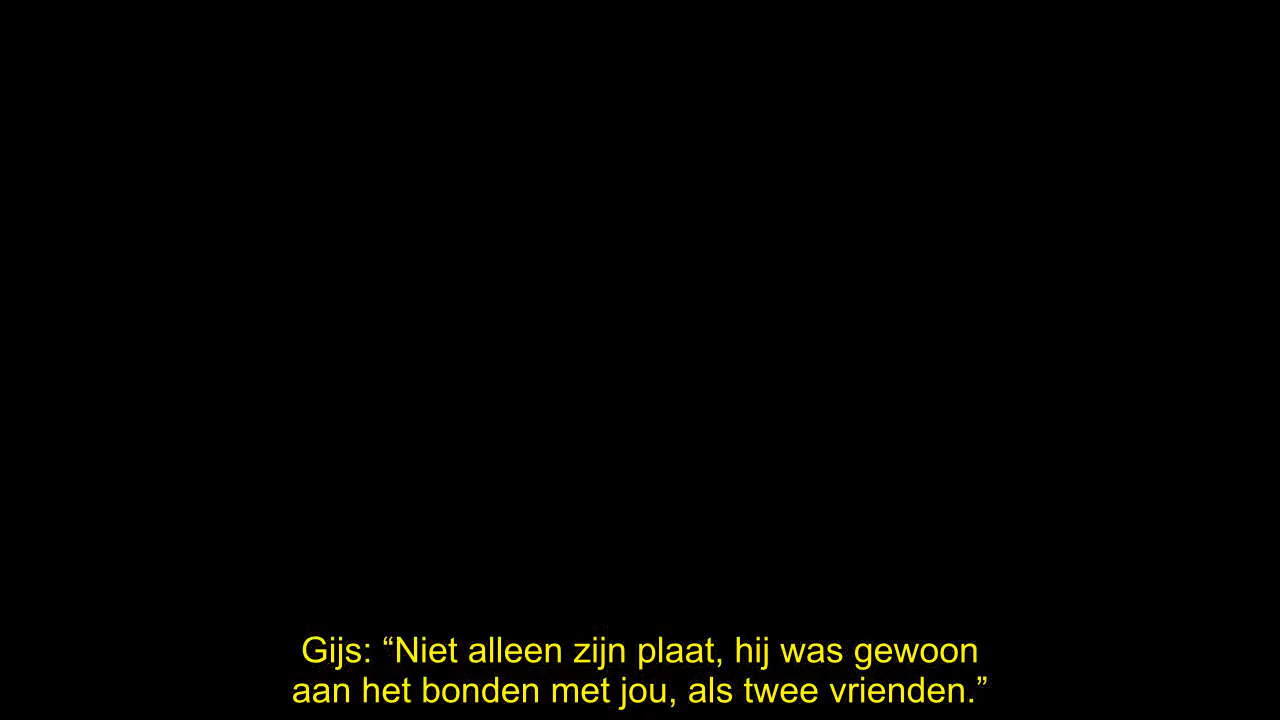 Gijs: “Niet alleen zijn plaat, hij was gewoon
aan het bonden met jou, als twee vrienden.”